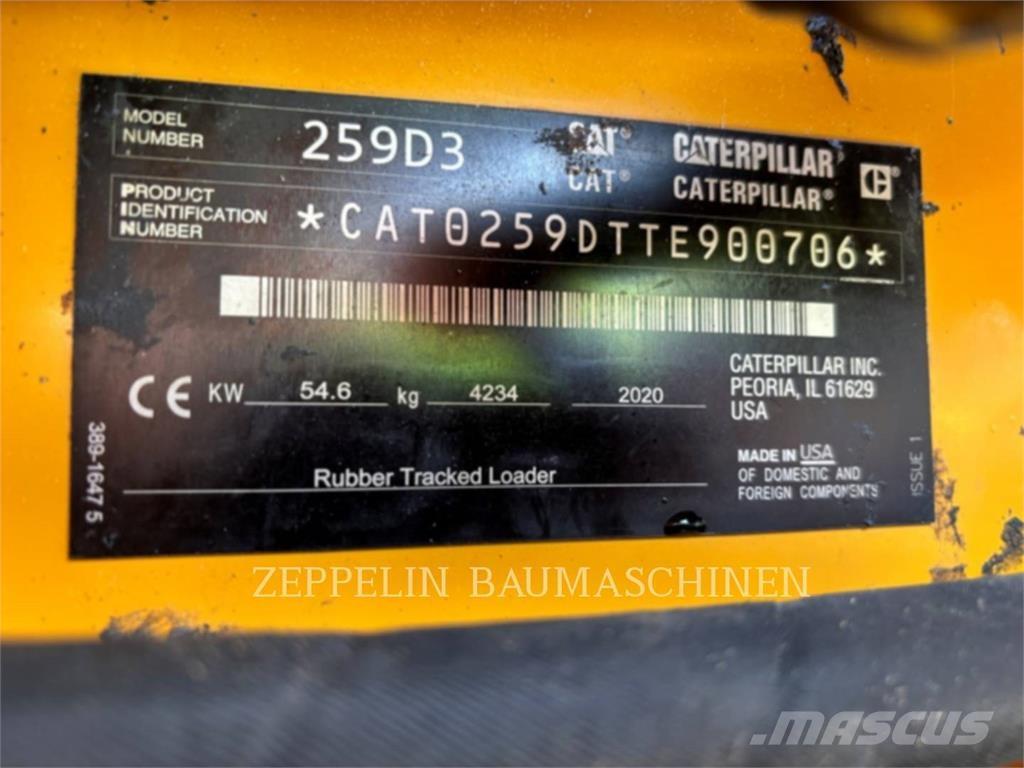 MODEL
NUMBER
259D3
CAT® CATERPILLAR®
CAT® CATERPILLAR®
C®
PRODUCT
IDENTIFICATION
NUMBER
*CAT0259DTTE900706*
CE KW 54.6 kg 4234 2020
CATERPILLAR INC.
PEORIA, IL 61629
USA
Rubber Tracked Loader
MADE IN USA
OF DOMESTIC AND
FOREIGN COMPONENTS
389-1647 5
ISSUE 1
ZEPPELIN BAUMASCHINEN
MASCUS